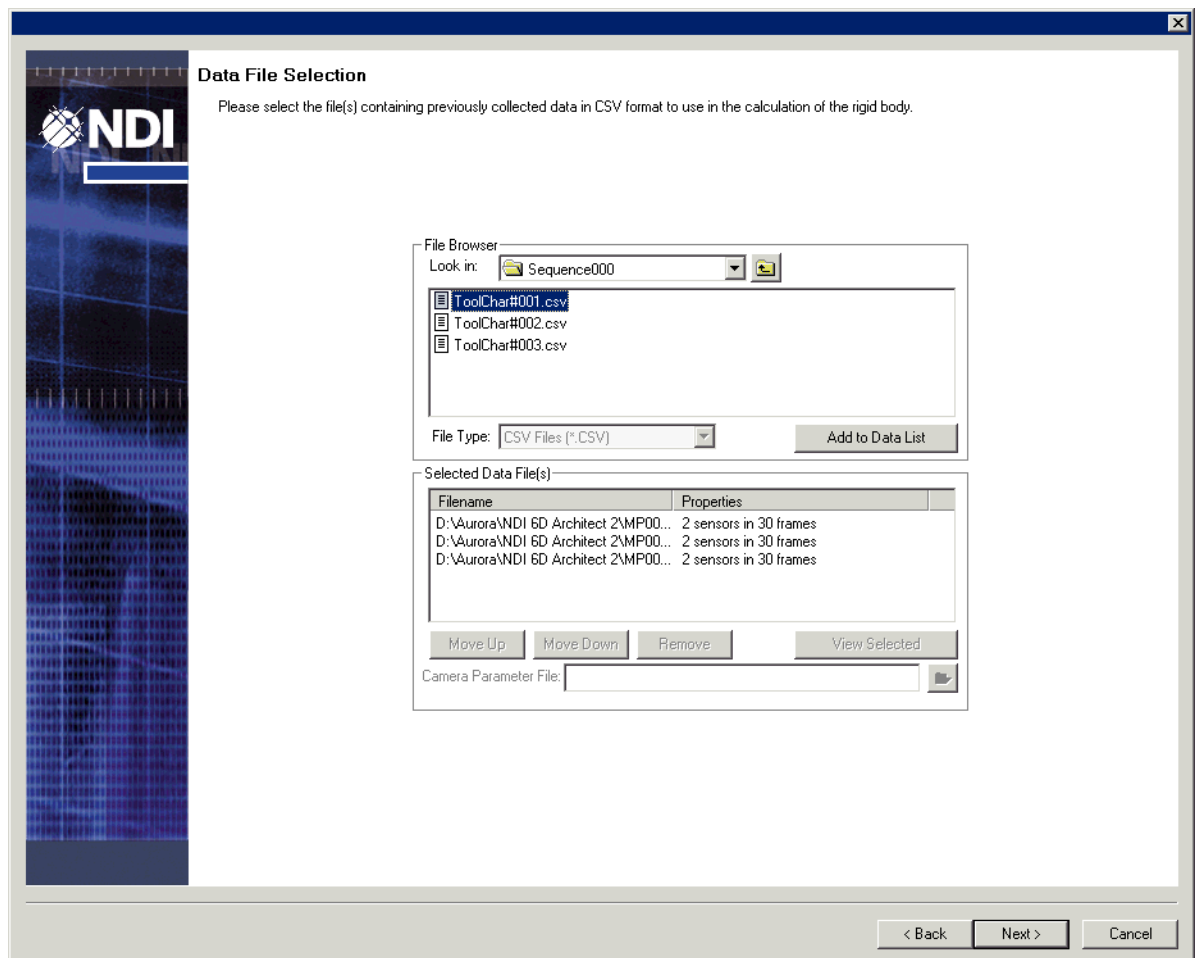 Data File Selection
Please select the file(s) containing previously collected data in CSV format to use in the calculation of the rigid body.
NDI
File Browser
Look in: Sequence000
ToolChar#001.csv
ToolChar#002.csv
ToolChar#003.csv
File Type: CSV Files (*.CSV) Add to Data List
Selected Data File(s)
Filename Properties
D:\Aurora\NDI 6D Architect 2\MP00... 2 sensors in 30 frames
D:\Aurora\NDI 6D Architect 2\MP00... 2 sensors in 30 frames
D:\Aurora\NDI 6D Architect 2\MP00... 2 sensors in 30 frames
Move Up Move Down Remove View Selected
Camera Parameter File:
< Back Next > Cancel